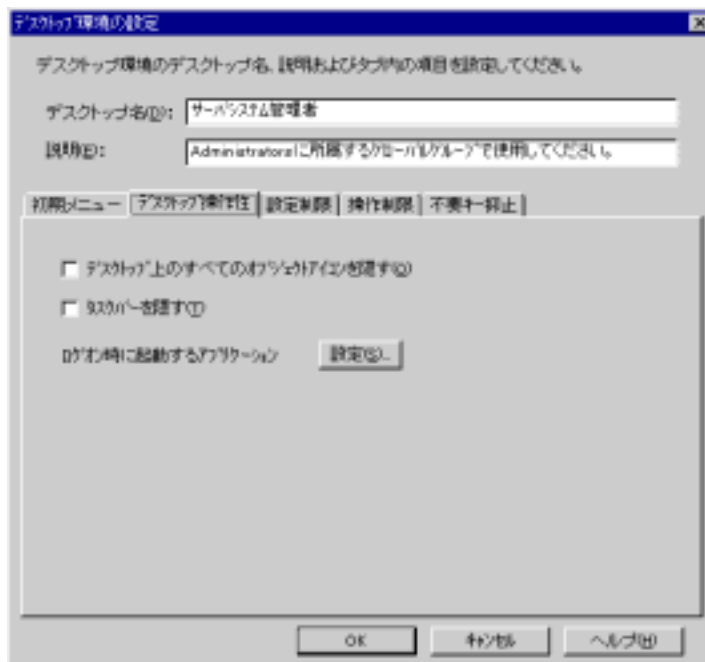 デスクトップ環境の設定
デスクトップ環境のデスクトップ名、説明およびタブ内の項目を設定してください。
デスクトップ名(D): サーバシステム管理者
説明(E): Administratorsに所属するグローバルグループで使用してください。
初期メニュー デスクトップ操作性 設定制限 操作制限 不要キー抑止
デスクトップ上のすべてのオブジェクトアイコンを隠す(O)
タスクバーを隠す(T)
ログオン時に起動するアプリケーション 設定(S)...
OK キャンセル ヘルプ(H)